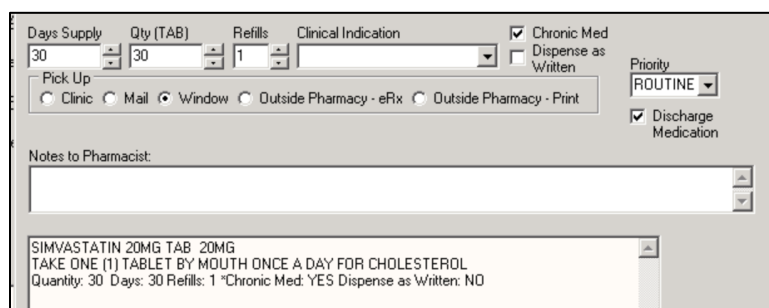 Days Supply Qty (TAB) Refills Clinical Indication
Chronic Med
30 30 1
Dispense as
Written
Priority
ROUTINE
Pick Up
Clinic Mail Window Outside Pharmacy - eRx Outside Pharmacy - Print
Discharge
Medication
Notes to Pharmacist:
SIMVASTATIN 20MG TAB 20MG
TAKE ONE (1) TABLET BY MOUTH ONCE A DAY FOR CHOLESTEROL
Quantity: 30 Days: 30 Refills: 1 *Chronic Med: YES Dispense as Written: NO